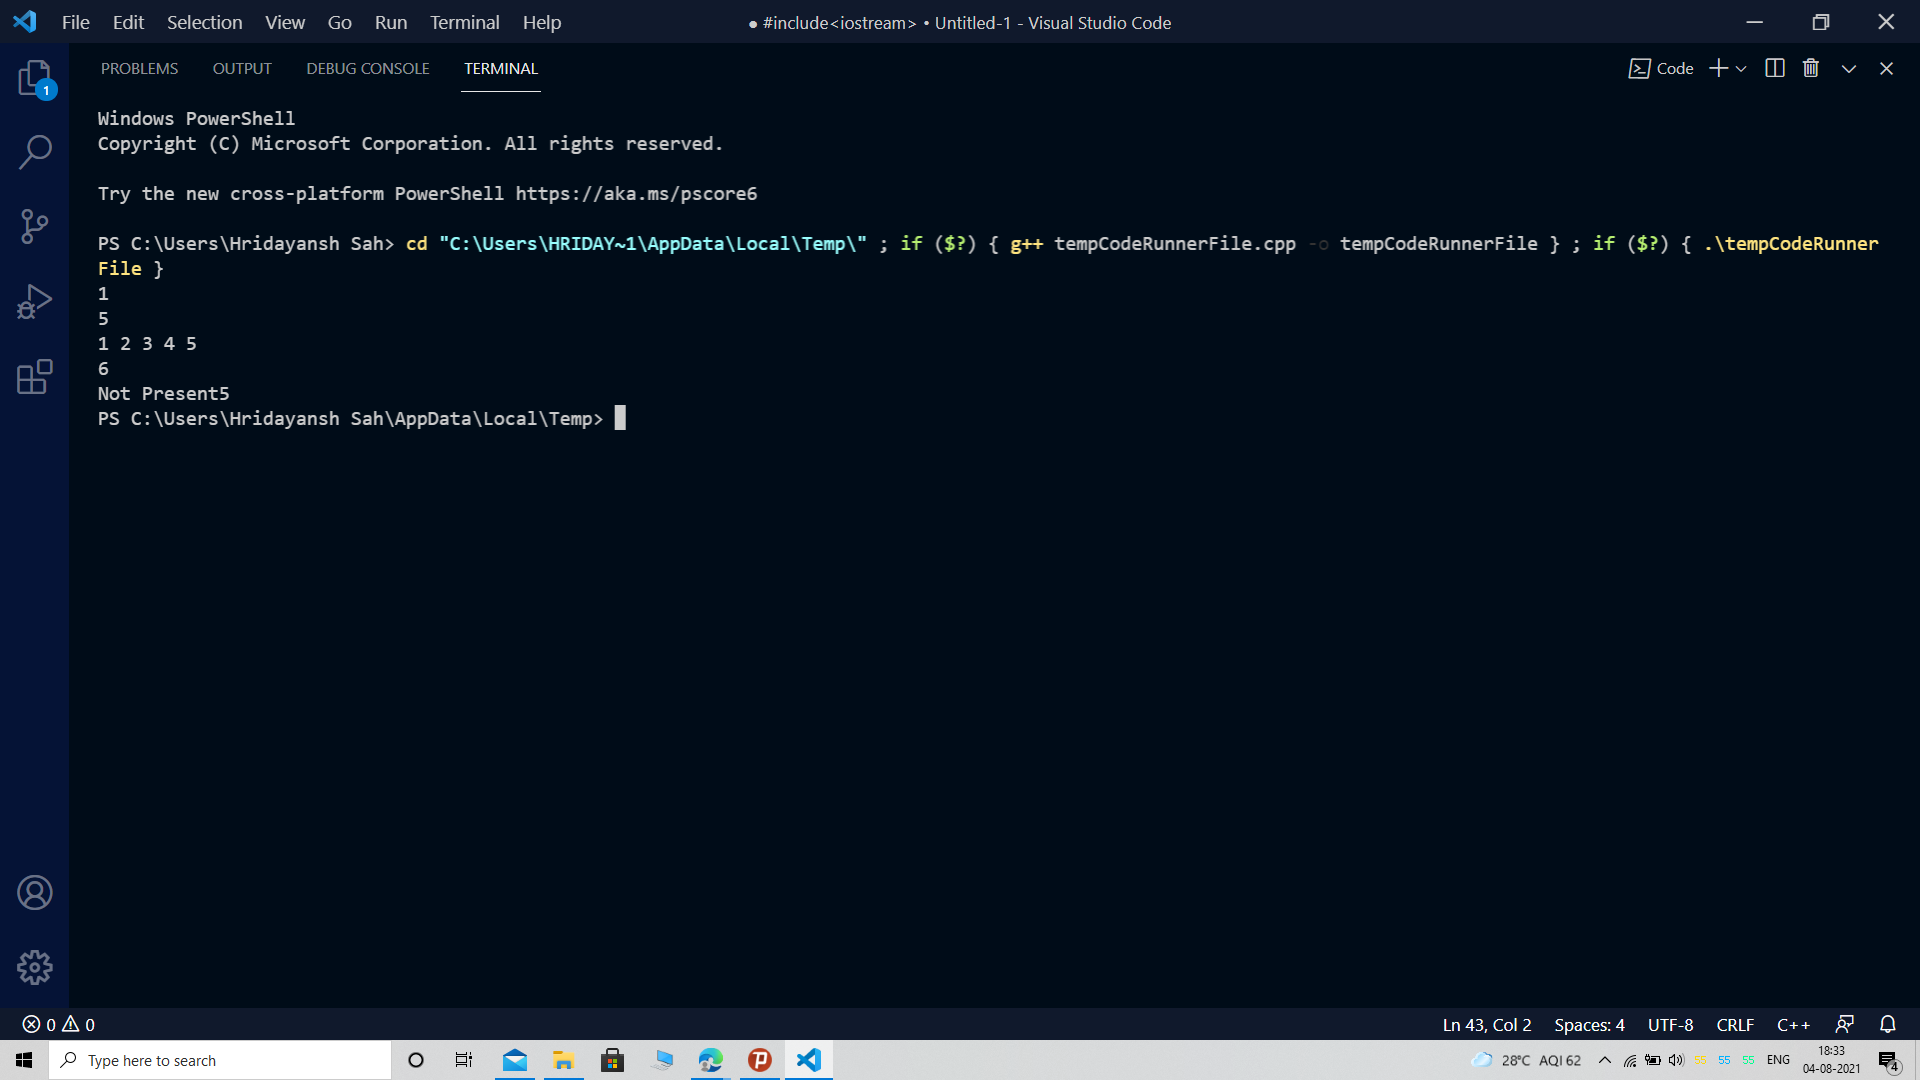 File Edit Selection View Go Run Terminal Help
● #include<iostream> • Untitled-1 - Visual Studio Code
PROBLEMS OUTPUT DEBUG CONSOLE TERMINAL
Code
1
Windows PowerShell
Copyright (C) Microsoft Corporation. All rights reserved.
Try the new cross-platform PowerShell https://aka.ms/pscore6
PS C:\Users\Hridayansh Sah> cd "C:\Users\HRIDAY~1\AppData\Local\Temp\" ; if ($?) { g++ tempCodeRunnerFile.cpp -o tempCodeRunnerFile } ; if ($?) { .\tempCodeRunner
File }
1
5
1 2 3 4 5
6
Not Present5
PS C:\Users\Hridayansh Sah\AppData\Local\Temp>
0 0
Ln 43, Col 2 Spaces: 4 UTF-8 CRLF C++
Type here to search
28°C AQI 62
55 55 ENG
18:33
04-08-2021
4